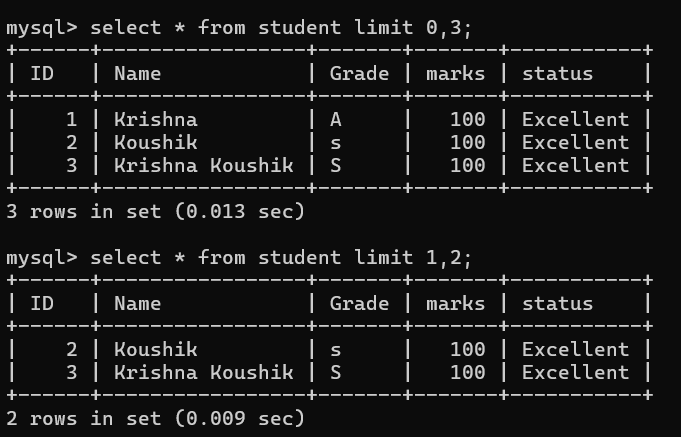 mysql> select * from student limit 0,3;
+------+-----------------+-------+-------+-----------+
| ID   | Name            | Grade | marks | status    |
+------+-----------------+-------+-------+-----------+
|    1 | Krishna         | A     |   100 | Excellent |
|    2 | Koushik         | s     |   100 | Excellent |
|    3 | Krishna Koushik | S     |   100 | Excellent |
+------+-----------------+-------+-------+-----------+
3 rows in set (0.013 sec)

mysql> select * from student limit 1,2;
+------+-----------------+-------+-------+-----------+
| ID   | Name            | Grade | marks | status    |
+------+-----------------+-------+-------+-----------+
|    2 | Koushik         | s     |   100 | Excellent |
|    3 | Krishna Koushik | S     |   100 | Excellent |
+------+-----------------+-------+-------+-----------+
2 rows in set (0.009 sec)